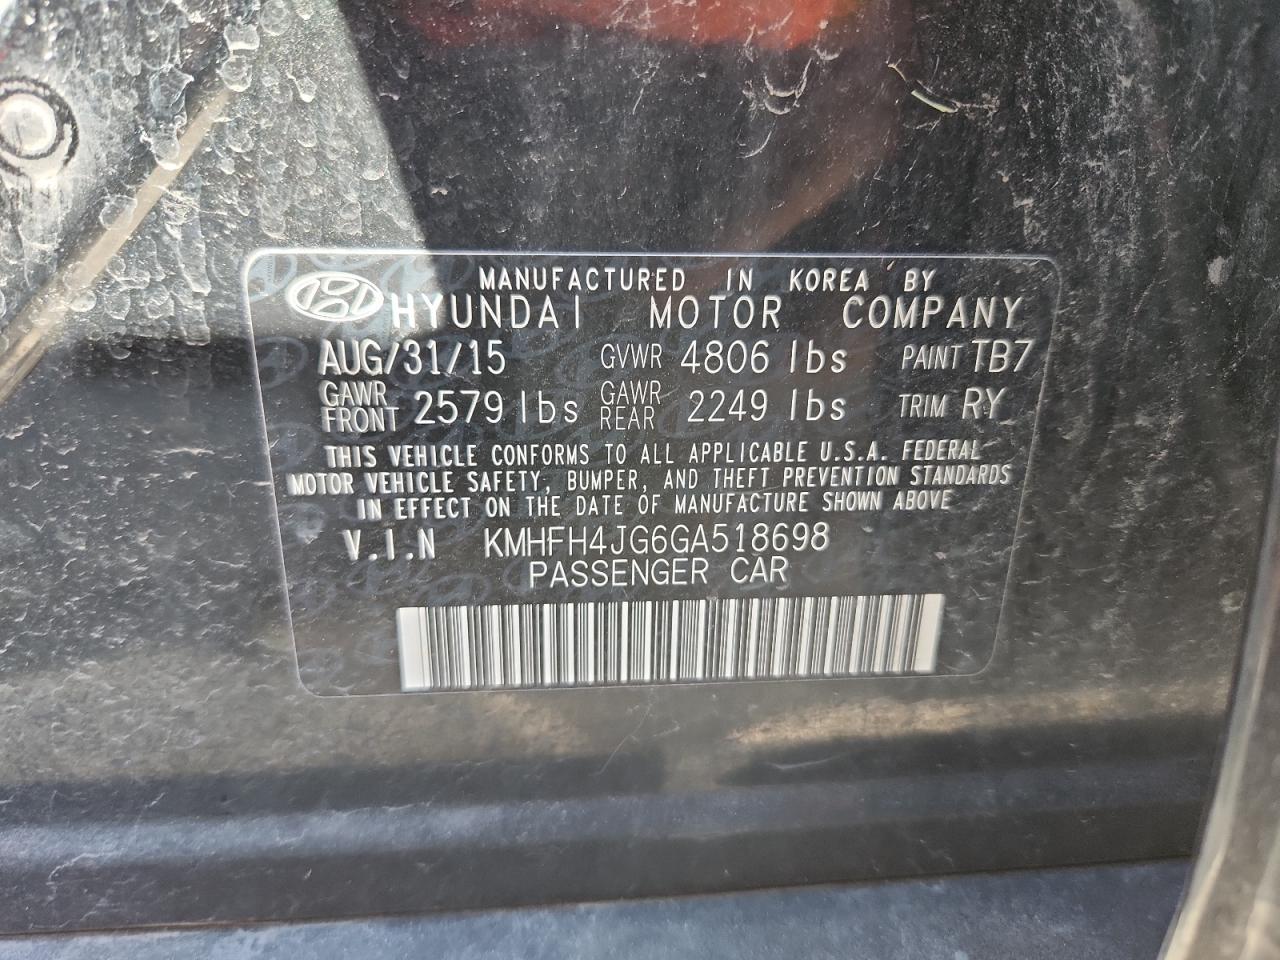 MANUFACTURED IN KOREA BY
HYUNDAI MOTOR COMPANY
AUG/31/15 GVWR 4806 lbs PAINT TB7
GAWR FRONT 2579 lbs GAWR REAR 2249 lbs TRIM RY
THIS VEHICLE CONFORMS TO ALL APPLICABLE U.S.A. FEDERAL
MOTOR VEHICLE SAFETY, BUMPER, AND THEFT PREVENTION STANDARDS
IN EFFECT ON THE DATE OF MANUFACTURE SHOWN ABOVE
V.I.N KMHFH4JG6GA518698
PASSENGER CAR